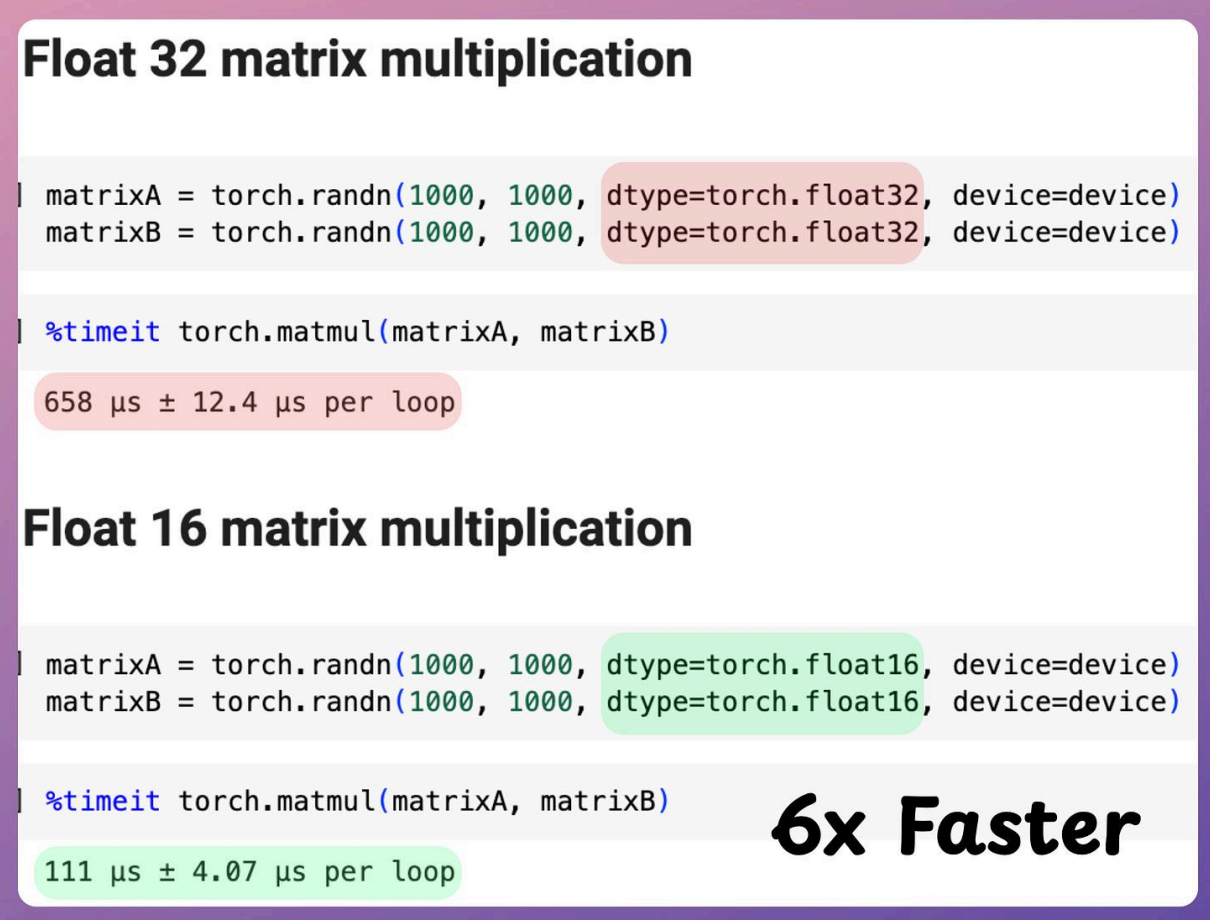 Float 32 matrix multiplication
] matrixA = torch.randn(1000, 1000, dtype=torch.float32, device=device)
matrixB = torch.randn(1000, 1000, dtype=torch.float32, device=device)
] %timeit torch.matmul(matrixA, matrixB)
658 µs ± 12.4 µs per loop
Float 16 matrix multiplication
] matrixA = torch.randn(1000, 1000, dtype=torch.float16, device=device)
matrixB = torch.randn(1000, 1000, dtype=torch.float16, device=device)
] %timeit torch.matmul(matrixA, matrixB)
6x Faster
111 µs ± 4.07 µs per loop